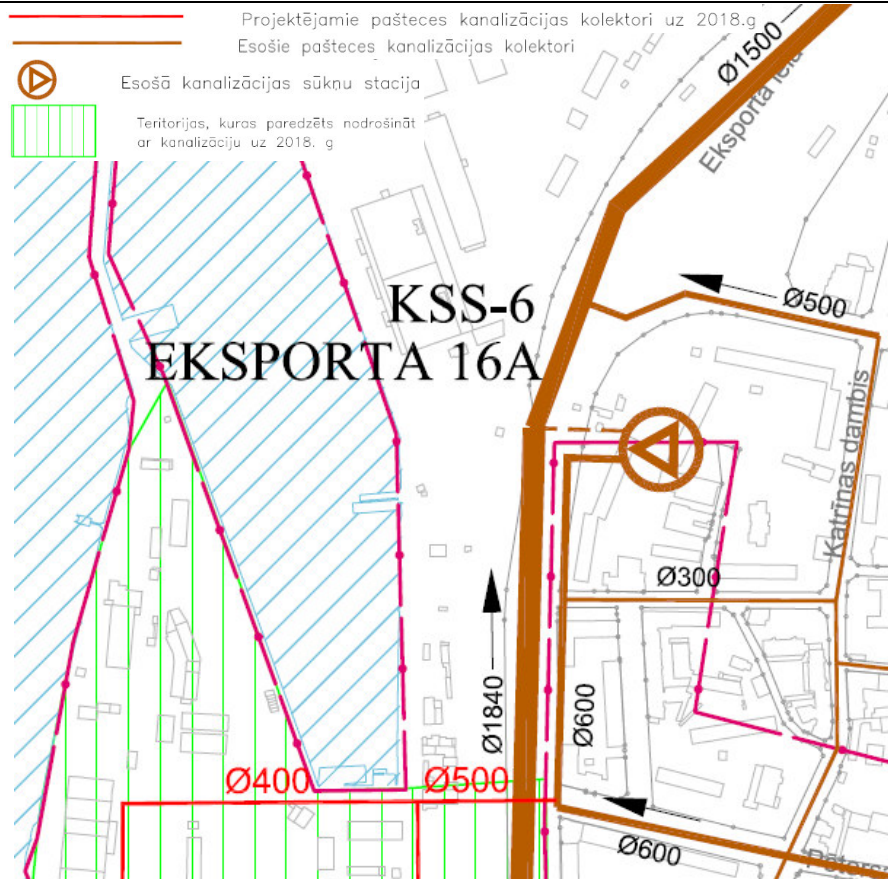 Projektējamie pašteces kanalizācijas kolektori uz 2018.g
Esošie pašteces kanalizācijas kolektori
Esošā kanalizācijas sūkņu stacija
Teritorijas, kuras paredzēts nodrošināt
ar kanalizāciju uz 2018. g
Ø1500
Eksporta iela
KSS-6
EKSPORTA 16A
Ø500
Katrīnas dambis
Ø300
Ø1840
Ø600
Ø400
Ø500
Ø600